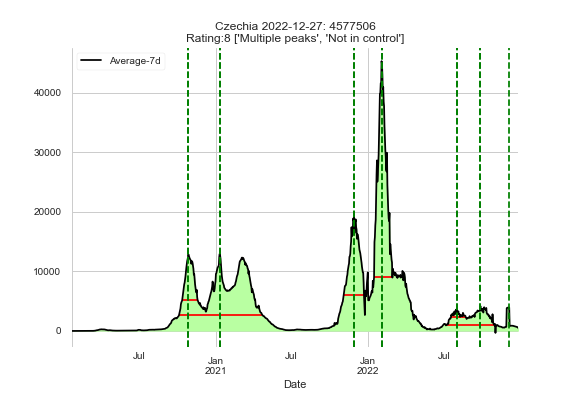 Czechia 2022-12-27: 4577506
Rating:8 ['Multiple peaks', 'Not in control']
Average-7d
40000
30000
20000
10000
0
Jul
Jan
2021
Jul
Jan
2022
Jul
Date